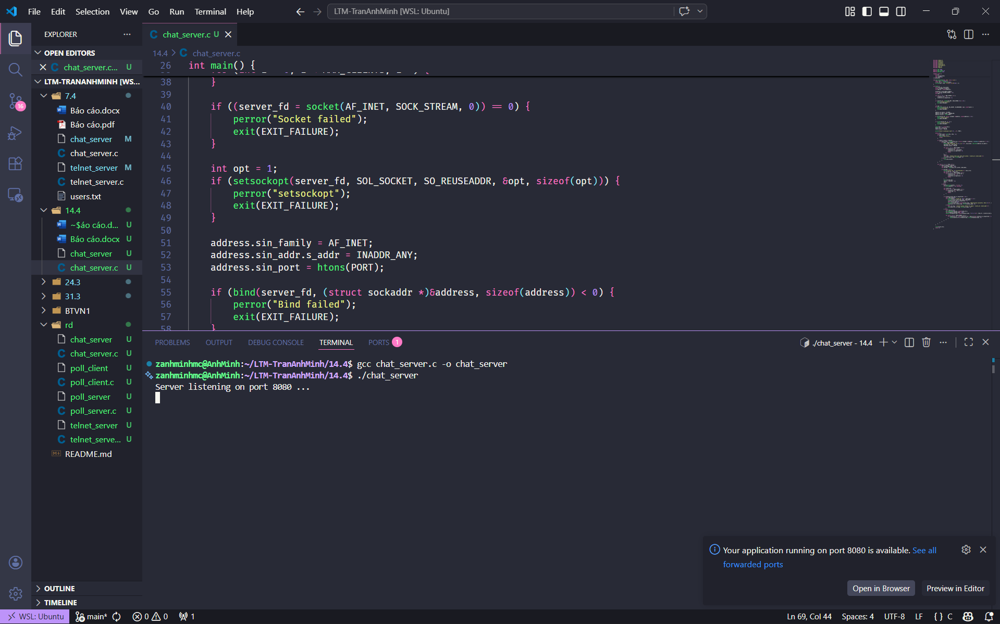 File Edit Selection View Go Run Terminal Help
LTM-TranAnhMinh [WSL: Ubuntu]
EXPLORER
OPEN EDITORS
chat_server.c... U
LTM-TRANANHMINH [WS...
7.4
Báo cáo.docx
Báo cáo.pdf
chat_server M
chat_server.c
telnet_server M
telnet_server.c
users.txt
14.4
~$áo cáo.d... U
Báo cáo.docx U
chat_server U
chat_server.c U
24.3
31.3
BTVN1
rd
chat_server U
chat_server.c U
poll_client U
poll_client.c U
poll_server U
poll_server.c U
telnet_server U
telnet_serve... U
README.md
OUTLINE
TIMELINE
16
chat_server.c U
14.4 > C chat_server.c
26 int main() {
38 }
39
40 if ((server_fd = socket(AF_INET, SOCK_STREAM, 0)) == 0) {
41 perror("Socket failed");
42 exit(EXIT_FAILURE);
43 }
44
45 int opt = 1;
46 if (setsockopt(server_fd, SOL_SOCKET, SO_REUSEADDR, &opt, sizeof(opt))) {
47 perror("setsockopt");
48 exit(EXIT_FAILURE);
49 }
50
51 address.sin_family = AF_INET;
52 address.sin_addr.s_addr = INADDR_ANY;
53 address.sin_port = htons(PORT);
54
55 if (bind(server_fd, (struct sockaddr *)&address, sizeof(address)) < 0) {
56 perror("Bind failed");
57 exit(EXIT_FAILURE);
58 }
PROBLEMS OUTPUT DEBUG CONSOLE TERMINAL PORTS 1
./chat_server - 14.4
zanhminhmc@AnhMinh:~/LTM-TranAnhMinh/14.4$ gcc chat_server.c -o chat_server
zanhminhmc@AnhMinh:~/LTM-TranAnhMinh/14.4$ ./chat_server
Server listening on port 8080 ...
Your application running on port 8080 is available. See all
forwarded ports
Open in Browser Preview in Editor
WSL: Ubuntu main* 0 0 1
Ln 69, Col 44 Spaces: 4 UTF-8 LF {} C